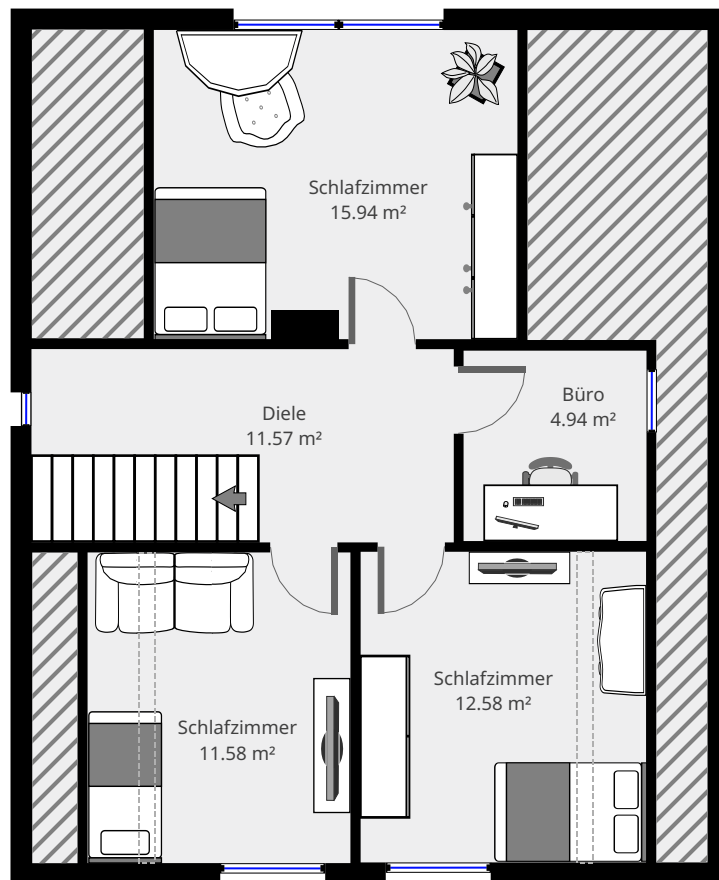 Schlafzimmer
15.94 m²
Büro
4.94 m²
Diele
11.57 m²
Schlafzimmer
12.58 m²
Schlafzimmer
11.58 m²